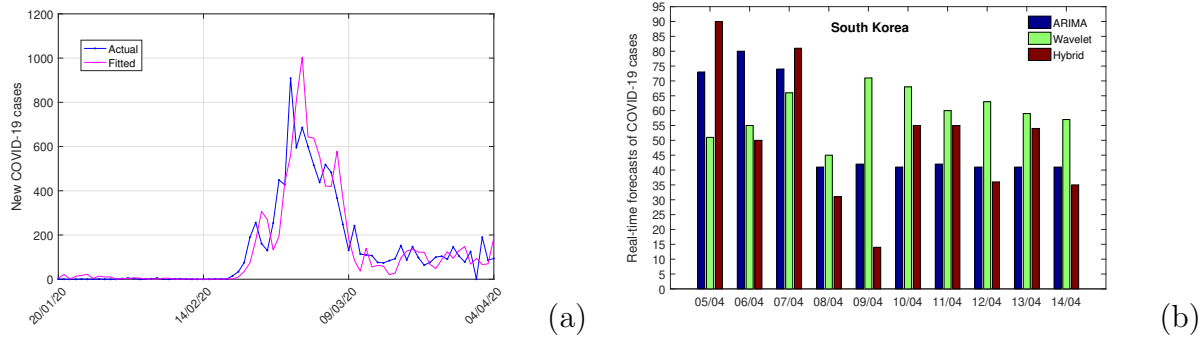 New COVID-19 cases
1200
1000
800
600
400
200
0
20/01/20
14/02/20
09/03/20
04/04/20
Actual
Fitted
(a)
Real-time forecasts of COVID-19 cases
95
90
85
80
75
70
65
60
55
50
45
40
35
30
25
20
15
10
5
0
South Korea
ARIMA
Wavelet
Hybrid
05/04 06/04 07/04 08/04 09/04 10/04 11/04 12/04 13/04 14/04
(b)